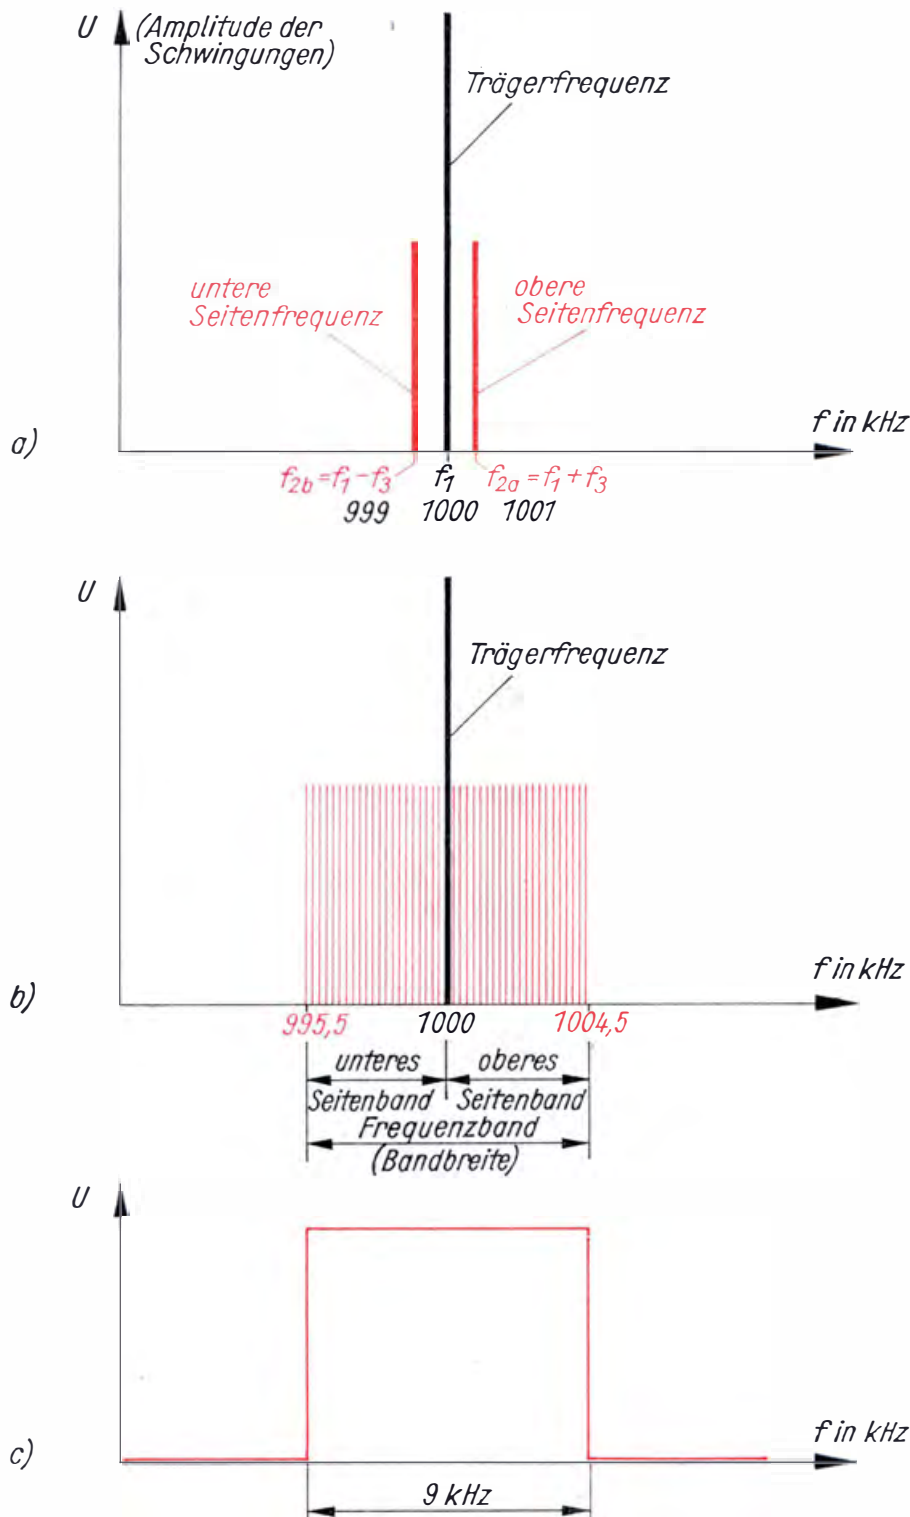 U (Amplitude der
Schwingungen)
Trägerfrequenz
untere
Seitenfrequenz
obere
Seitenfrequenz
f in kHz
a)
f2b = f1 − f3
f1
f2a = f1 + f3
999 1000 1001
U
Trägerfrequenz
f in kHz
b)
995,5 1000 1004,5
unteres oberes
Seitenband Seitenband
Frequenzband
(Bandbreite)
U
f in kHz
c)
9 kHz